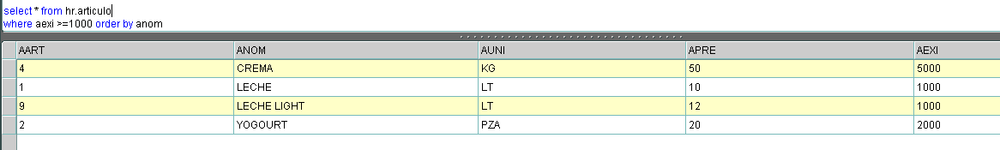 select * from hr.articulo
where aexi >=1000 order by anom
AART ANOM AUNI APRE AEXI
4 CREMA KG 50 5000
1 LECHE LT 10 1000
9 LECHE LIGHT LT 12 1000
2 YOGOURT PZA 20 2000